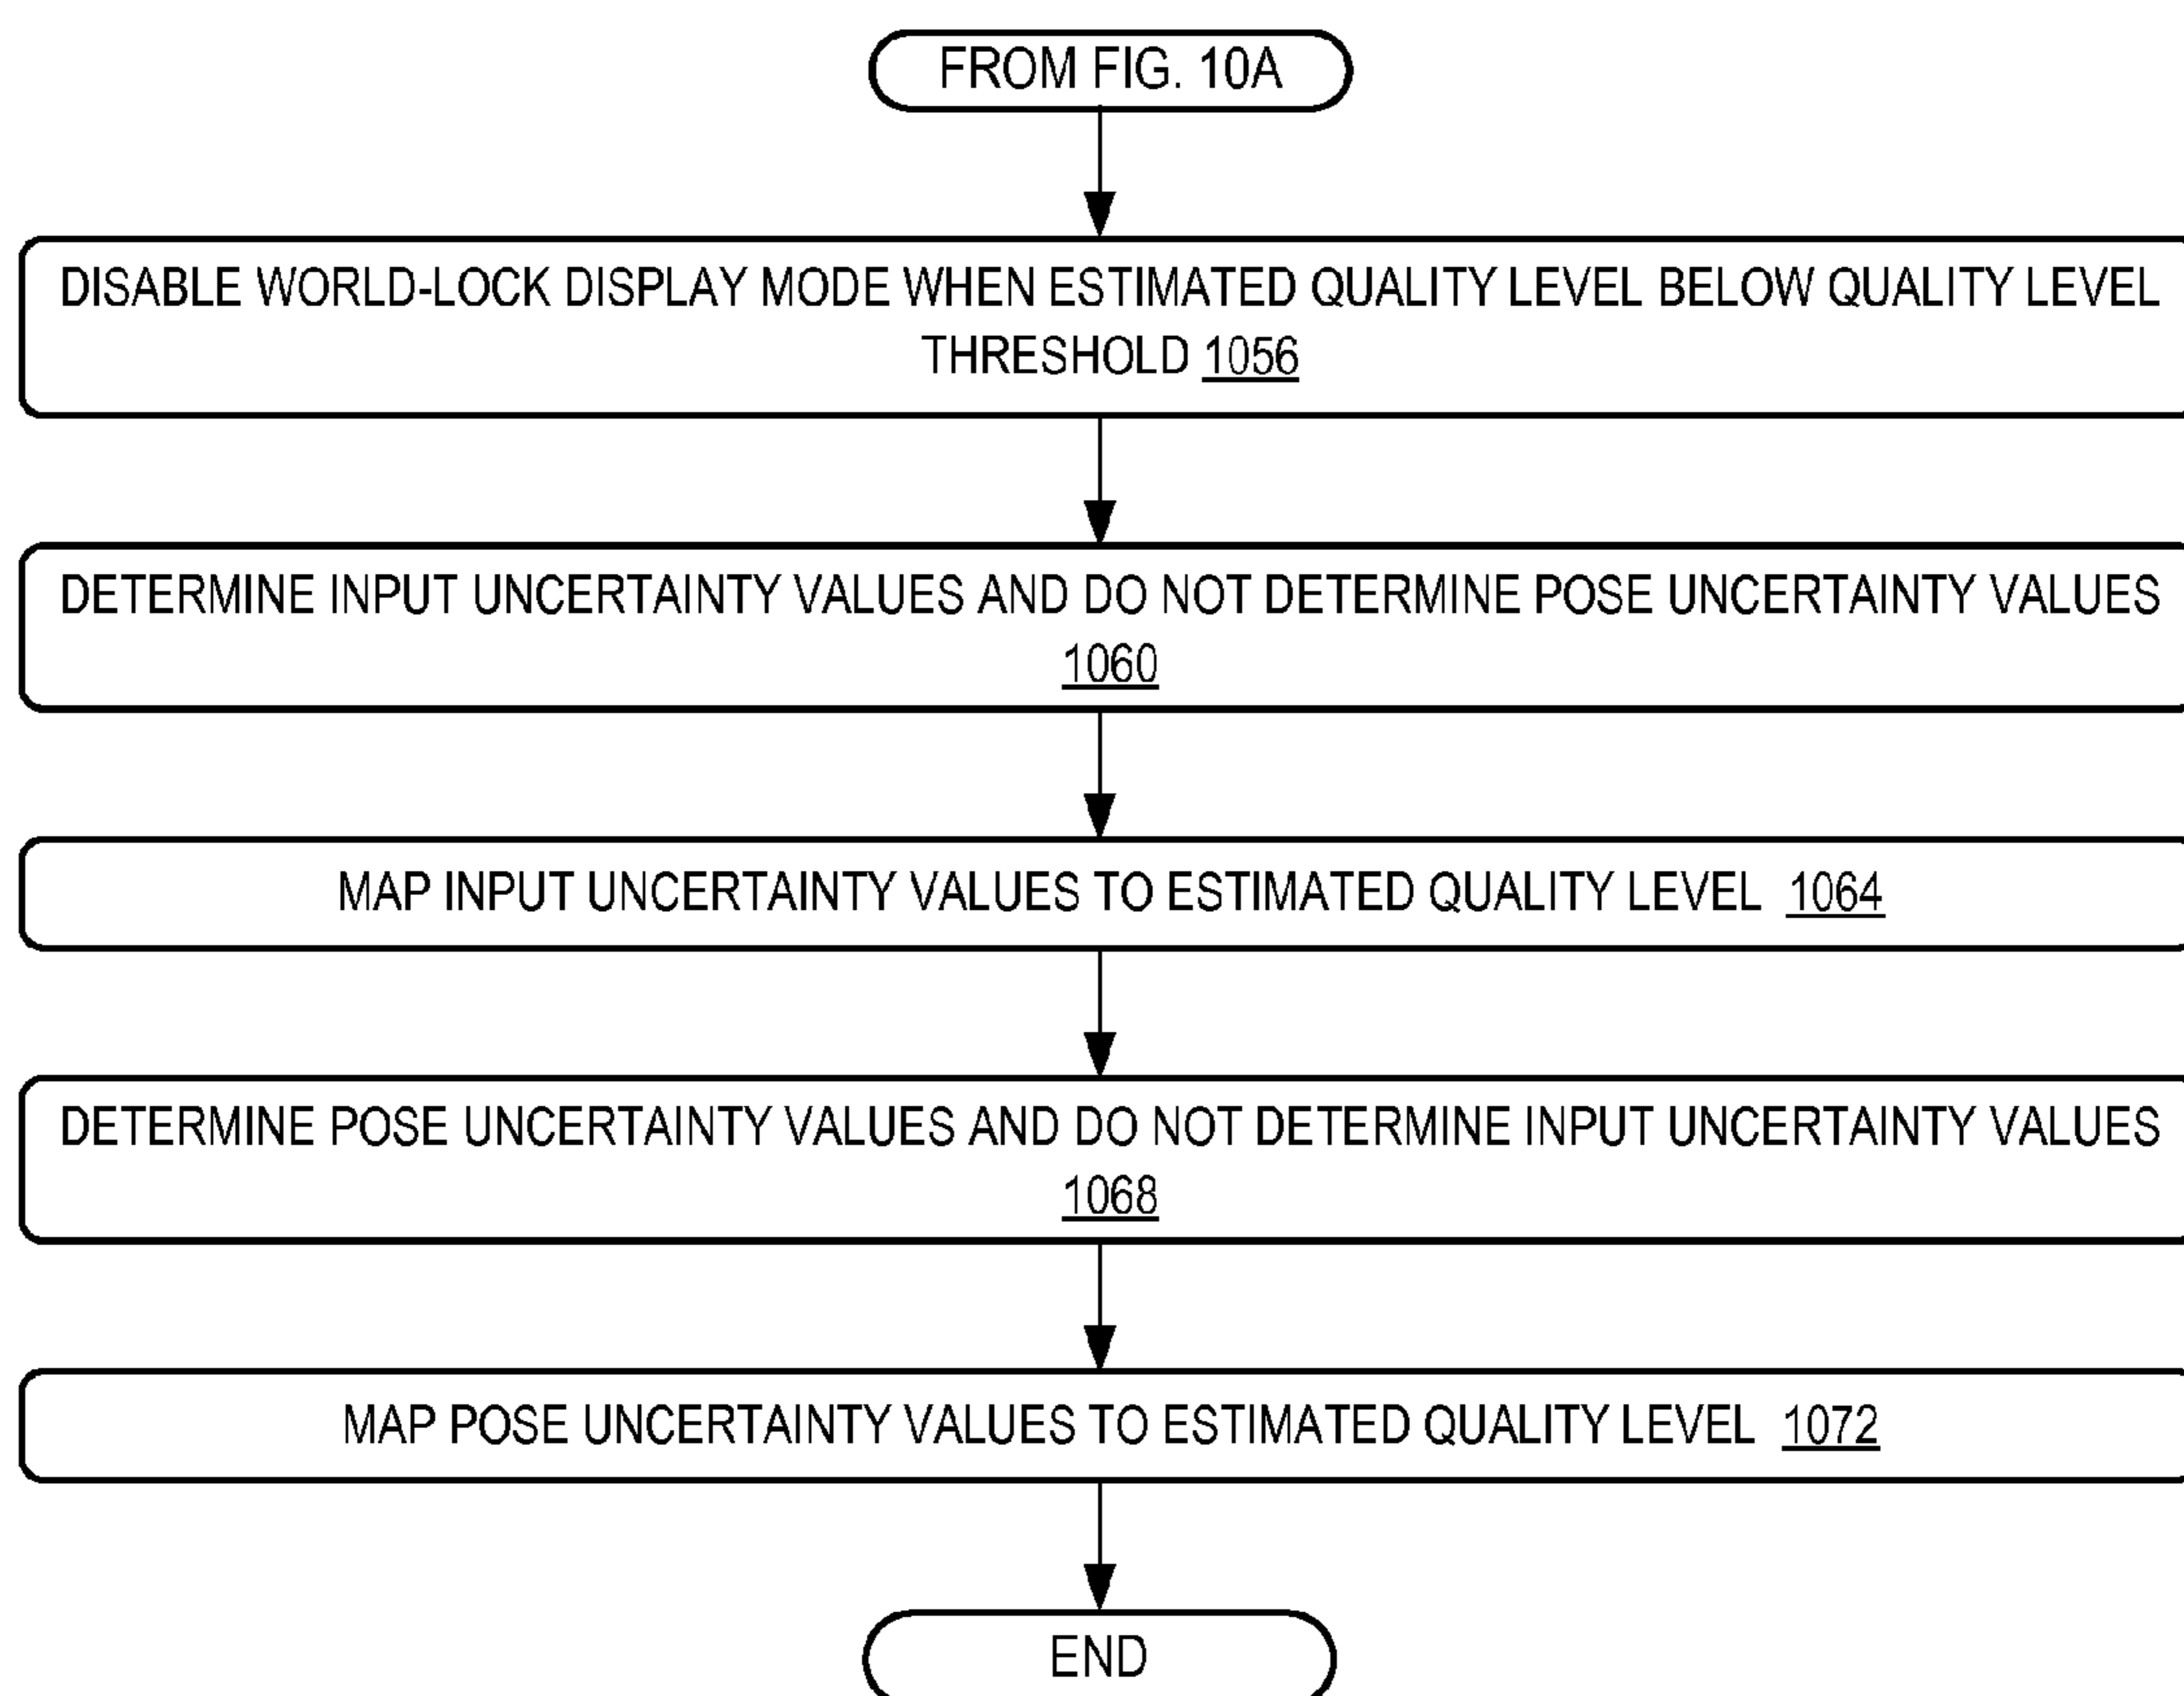 FROM FIG. 10A
DISABLE WORLD-LOCK DISPLAY MODE WHEN ESTIMATED QUALITY LEVEL BELOW QUALITY LEVEL
THRESHOLD 1056
DETERMINE INPUT UNCERTAINTY VALUES AND DO NOT DETERMINE POSE UNCERTAINTY VALUES
1060
MAP INPUT UNCERTAINTY VALUES TO ESTIMATED QUALITY LEVEL 1064
DETERMINE POSE UNCERTAINTY VALUES AND DO NOT DETERMINE INPUT UNCERTAINTY VALUES
1068
MAP POSE UNCERTAINTY VALUES TO ESTIMATED QUALITY LEVEL 1072
END